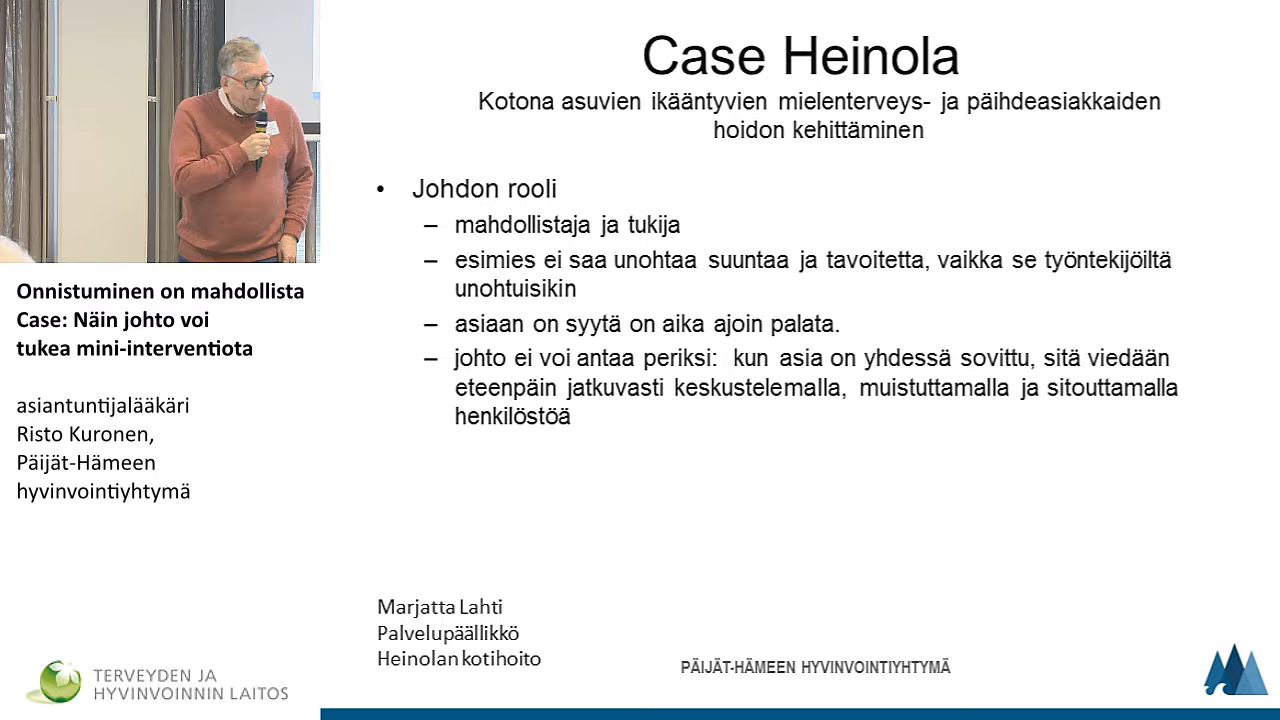 Case Heinola
Kotona asuvien ikääntyvien mielenterveys- ja päihdeasiakkaiden
hoidon kehittäminen
• Johdon rooli
– mahdollistaja ja tukija
– esimies ei saa unohtaa suuntaa ja tavoitetta, vaikka se työntekijöiltä
unohtuisikin
– asiaan on syytä on aika ajoin palata.
– johto ei voi antaa periksi: kun asia on yhdessä sovittu, sitä viedään
eteenpäin jatkuvasti keskustelemalla, muistuttamalla ja sitouttamalla
henkilöstöä
Marjatta Lahti
Palvelupäällikkö
Heinolan kotihoito
PÄIJÄT-HÄMEEN HYVINVOINTIYHTYMÄ
Onnistuminen on mahdollista
Case: Näin johto voi
tukea mini-interventiota
asiantuntijalääkäri
Risto Kuronen,
Päijät-Hämeen
hyvinvointiyhtymä
TERVEYDEN JA
HYVINVOINNIN LAITOS